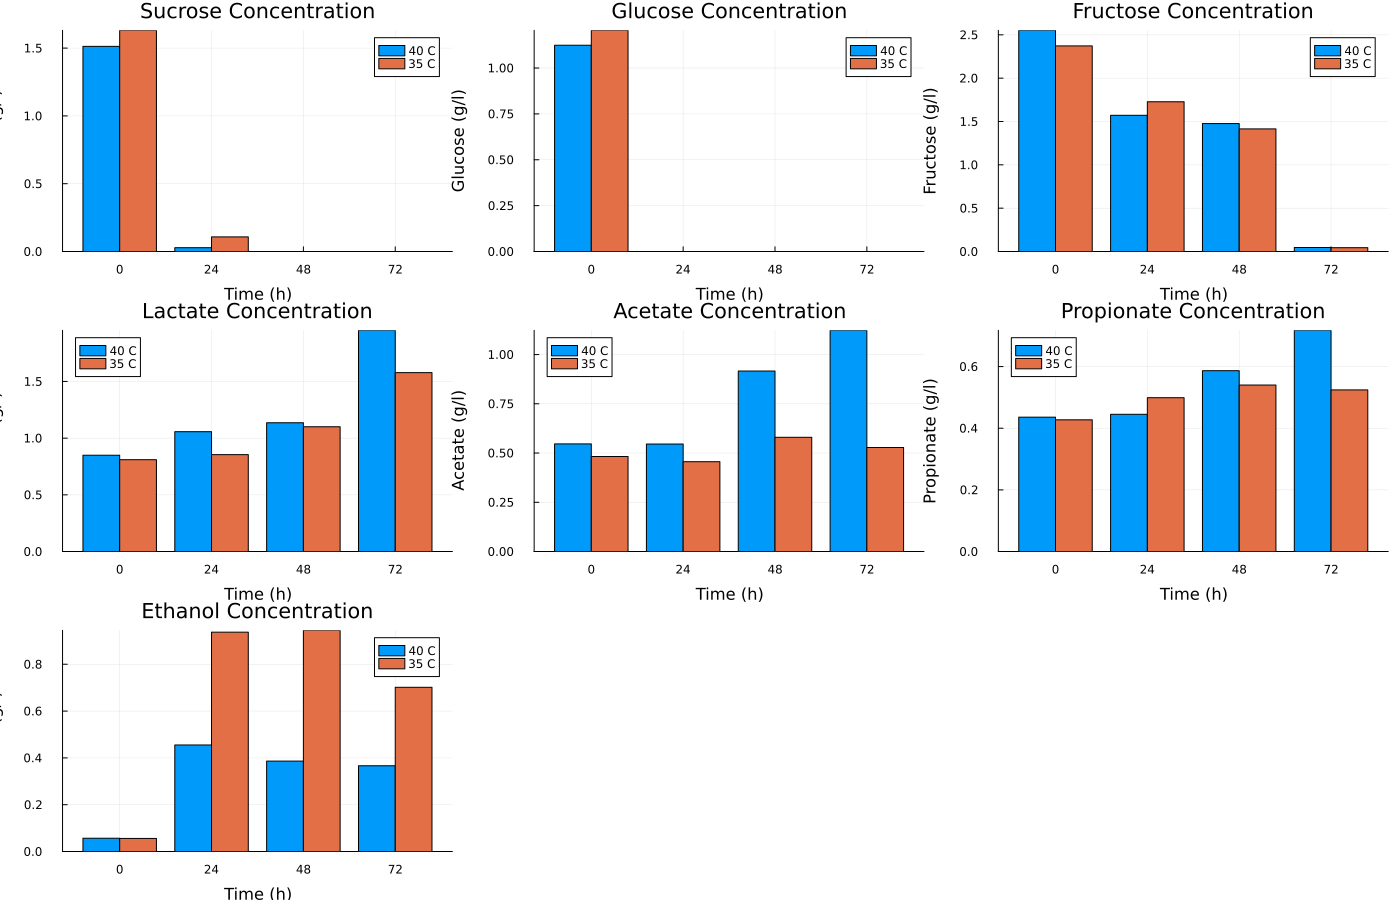 Sucrose Concentration
1.5
1.0
0.5
0.0
0 24 48 72
Time (h)
40 C
35 C
Glucose Concentration
Glucose (g/l)
1.00
0.75
0.50
0.25
0.00
0 24 48 72
Time (h)
40 C
35 C
Fructose Concentration
Fructose (g/l)
2.5
2.0
1.5
1.0
0.5
0.0
0 24 48 72
Time (h)
40 C
35 C
Lactate Concentration
1.5
1.0
0.5
0.0
0 24 48 72
Time (h)
40 C
35 C
Acetate Concentration
Acetate (g/l)
1.00
0.75
0.50
0.25
0.00
0 24 48 72
Time (h)
40 C
35 C
Propionate Concentration
Propionate (g/l)
0.6
0.4
0.2
0.0
0 24 48 72
Time (h)
40 C
35 C
Ethanol Concentration
0.8
0.6
0.4
0.2
0.0
0 24 48 72
Time (h)
40 C
35 C